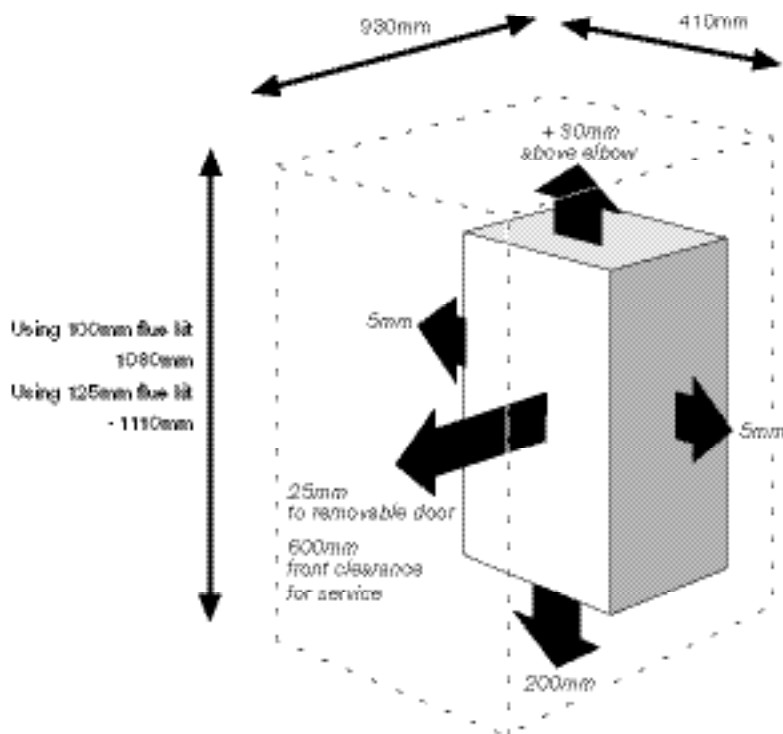 930mm
410mm
+ 30mm
above elbow
5mm
Using 100mm flue kit
1080mm
Using 125mm flue kit
- 1110mm
5mm
25mm
to removable door
600mm
front clearance
for service
200mm